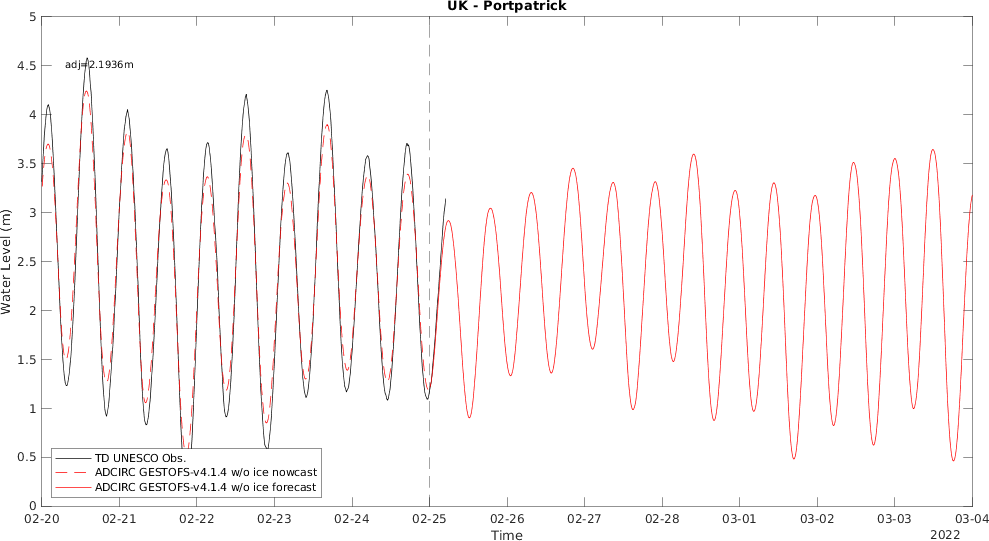 UK - Portpatrick
adj=2.1936m
5
4.5
4
3.5
3
2.5
2
1.5
1
0.5
0
Water Level (m)
TD UNESCO Obs.
ADCIRC GESTOFS-v4.1.4 w/o ice nowcast
ADCIRC GESTOFS-v4.1.4 w/o ice forecast
02-20 02-21 02-22 02-23 02-24 02-25 02-26 02-27 02-28 03-01 03-02 03-03 03-04
Time
2022